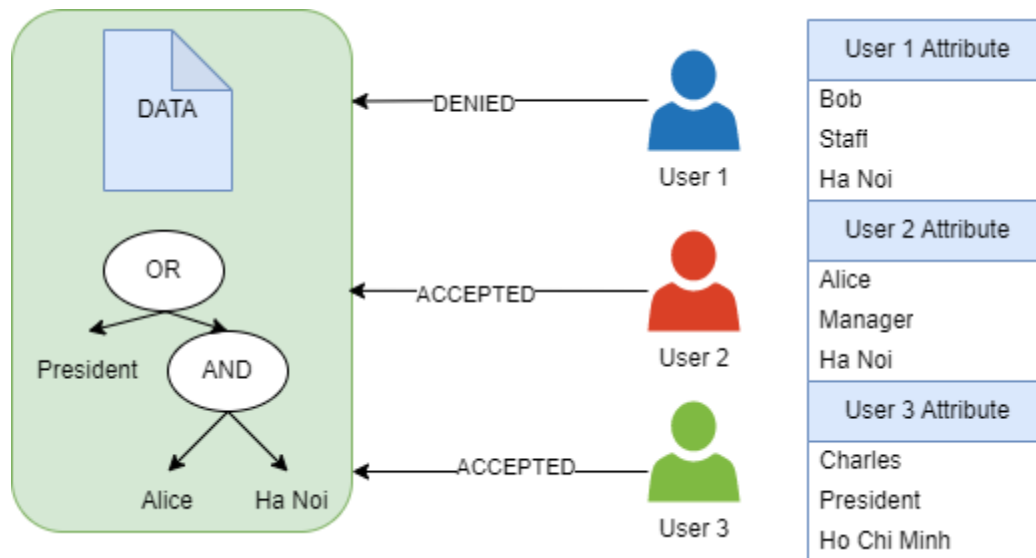 DATA
OR
President
AND
Alice
Ha Noi
DENIED
ACCEPTED
ACCEPTED
User 1
User 2
User 3
User 1 Attribute
Bob
Staff
Ha Noi
User 2 Attribute
Alice
Manager
Ha Noi
User 3 Attribute
Charles
President
Ho Chi Minh